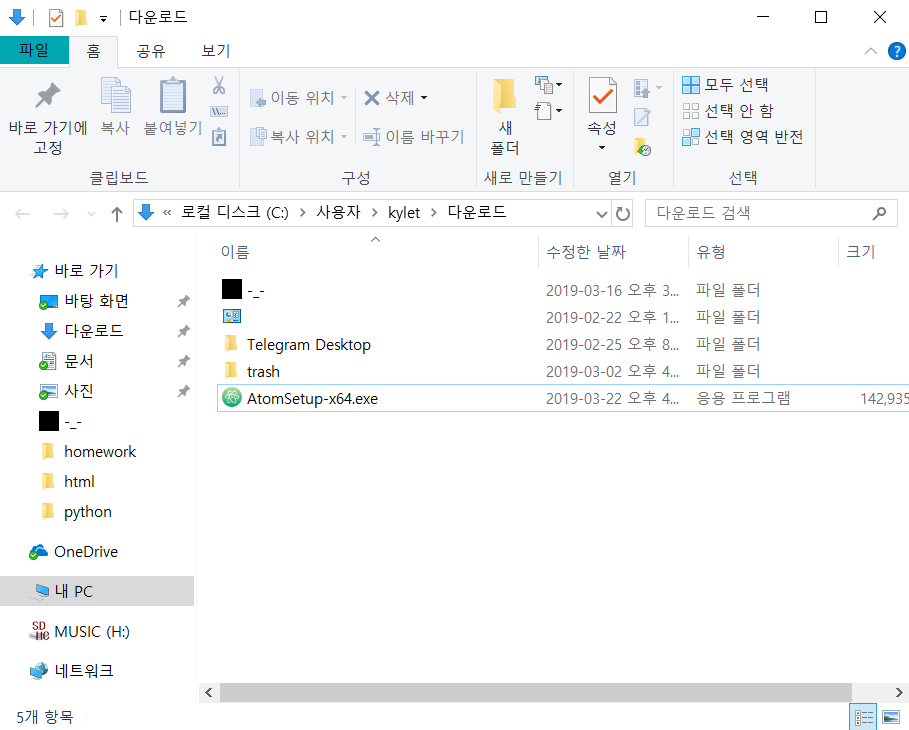 다운로드
파일 홈 공유 보기
바로 가기에 고정
복사
붙여넣기
이동 위치
복사 위치
삭제
이름 바꾸기
새 폴더
속성
모두 선택
선택 안 함
선택 영역 반전
클립보드 구성 새로 만들기 열기 선택
« 로컬 디스크 (C:) > 사용자 > kylet > 다운로드
다운로드 검색
바로 가기
바탕 화면
다운로드
문서
사진
-_-
homework
html
python
OneDrive
내 PC
MUSIC (H:)
네트워크
이름 수정한 날짜 유형 크기
-_- 2019-03-16 오후 3... 파일 폴더
2019-02-22 오후 1... 파일 폴더
Telegram Desktop 2019-02-25 오후 8... 파일 폴더
trash 2019-03-02 오후 4... 파일 폴더
AtomSetup-x64.exe 2019-03-22 오후 4... 응용 프로그램 142,935
5개 항목